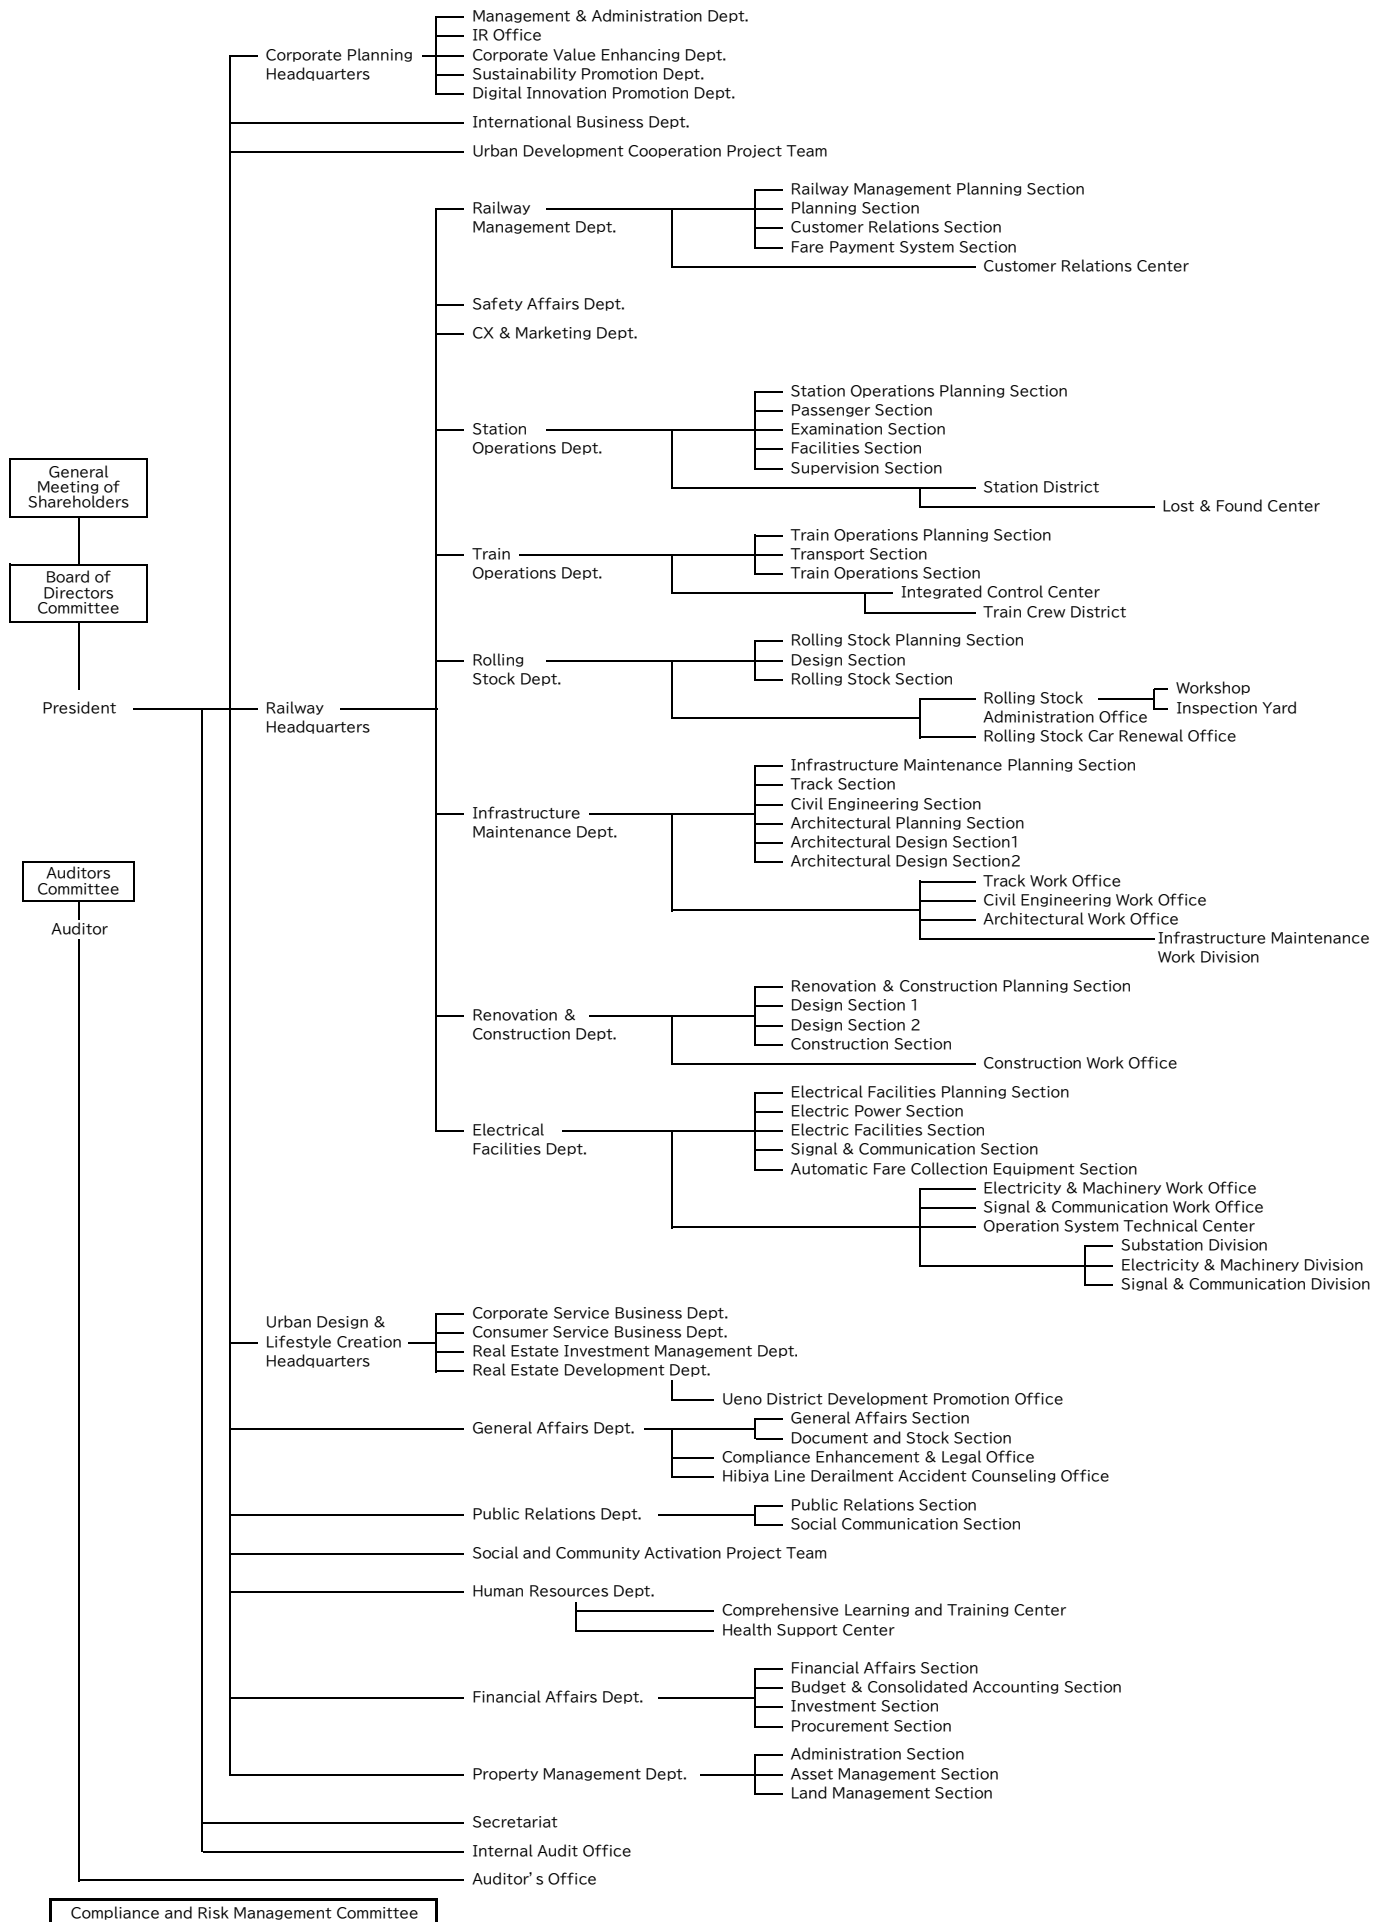 Management & Administration Dept.
IR Office
Corporate Planning
Headquarters
Corporate Value Enhancing Dept.
Sustainability Promotion Dept.
Digital Innovation Promotion Dept.
International Business Dept.
Urban Development Cooperation Project Team
Railway
Management Dept.
Railway Management Planning Section
Planning Section
Customer Relations Section
Fare Payment System Section
Customer Relations Center
Safety Affairs Dept.
CX & Marketing Dept.
Station
Operations Dept.
Station Operations Planning Section
Passenger Section
Examination Section
Facilities Section
Supervision Section
Station District
Lost & Found Center
General
Meeting of
Shareholders
Board of
Directors
Committee
Train
Operations Dept.
Train Operations Planning Section
Transport Section
Train Operations Section
Integrated Control Center
Train Crew District
Rolling
Stock Dept.
Rolling Stock Planning Section
Design Section
Rolling Stock Section
Rolling Stock
Administration Office
Workshop
Inspection Yard
Rolling Stock Car Renewal Office
President
Railway
Headquarters
Infrastructure
Maintenance Dept.
Infrastructure Maintenance Planning Section
Track Section
Civil Engineering Section
Architectural Planning Section
Architectural Design Section1
Architectural Design Section2
Track Work Office
Civil Engineering Work Office
Architectural Work Office
Infrastructure Maintenance
Work Division
Auditors
Committee
Auditor
Renovation &
Construction Dept.
Renovation & Construction Planning Section
Design Section 1
Design Section 2
Construction Section
Construction Work Office
Electrical
Facilities Dept.
Electrical Facilities Planning Section
Electric Power Section
Electric Facilities Section
Signal & Communication Section
Automatic Fare Collection Equipment Section
Electricity & Machinery Work Office
Signal & Communication Work Office
Operation System Technical Center
Substation Division
Electricity & Machinery Division
Signal & Communication Division
Urban Design &
Lifestyle Creation
Headquarters
Corporate Service Business Dept.
Consumer Service Business Dept.
Real Estate Investment Management Dept.
Real Estate Development Dept.
Ueno District Development Promotion Office
General Affairs Dept.
General Affairs Section
Document and Stock Section
Compliance Enhancement & Legal Office
Hibiya Line Derailment Accident Counseling Office
Public Relations Dept.
Public Relations Section
Social Communication Section
Social and Community Activation Project Team
Human Resources Dept.
Comprehensive Learning and Training Center
Health Support Center
Financial Affairs Dept.
Financial Affairs Section
Budget & Consolidated Accounting Section
Investment Section
Procurement Section
Property Management Dept.
Administration Section
Asset Management Section
Land Management Section
Secretariat
Internal Audit Office
Auditor’s Office
Compliance and Risk Management Committee